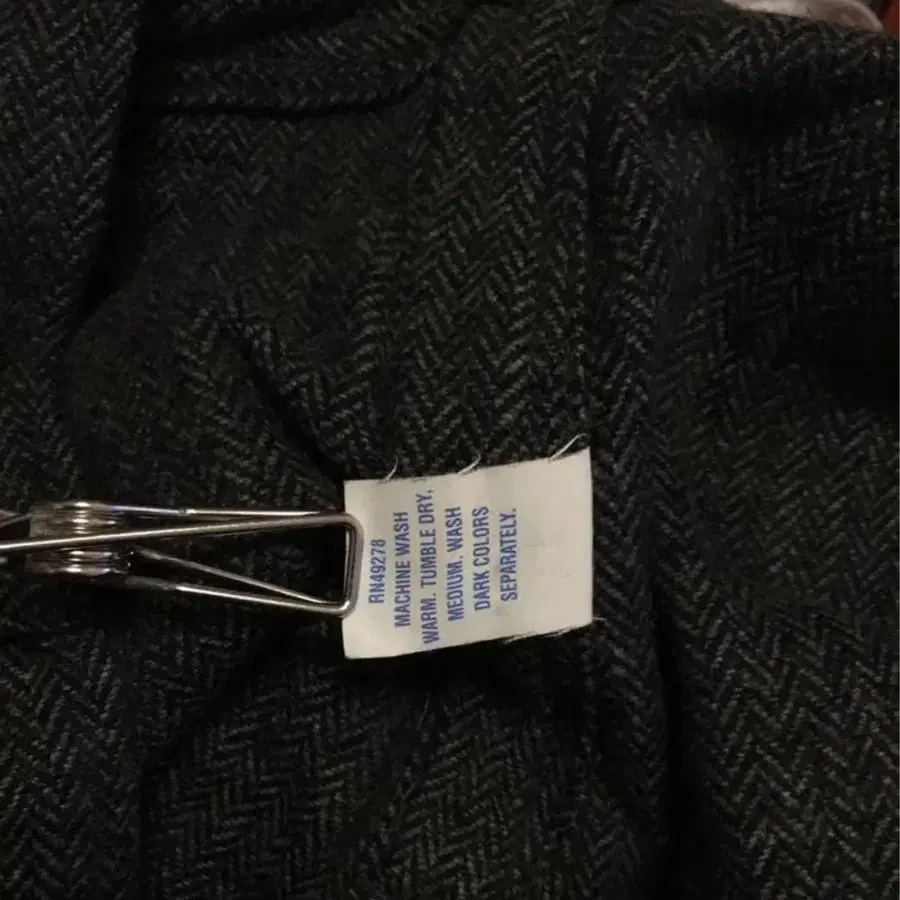 RN49278
MACHINE WASH
WARM. TUMBLE DRY,
MEDIUM. WASH
DARK COLORS
SEPARATELY.